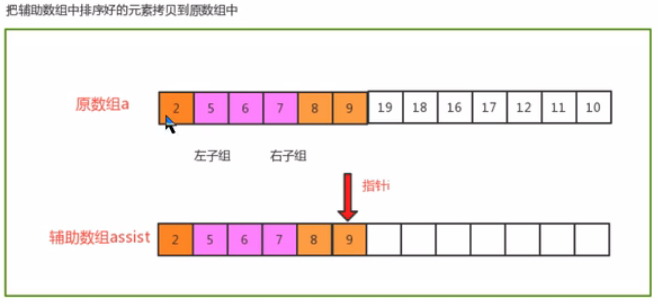 把辅助数组中排序好的元素拷贝到原数组中
原数组a 2 5 6 7 8 9 19 18 16 17 12 11 10
左子组 右子组
指针i
辅助数组assist 2 5 6 7 8 9